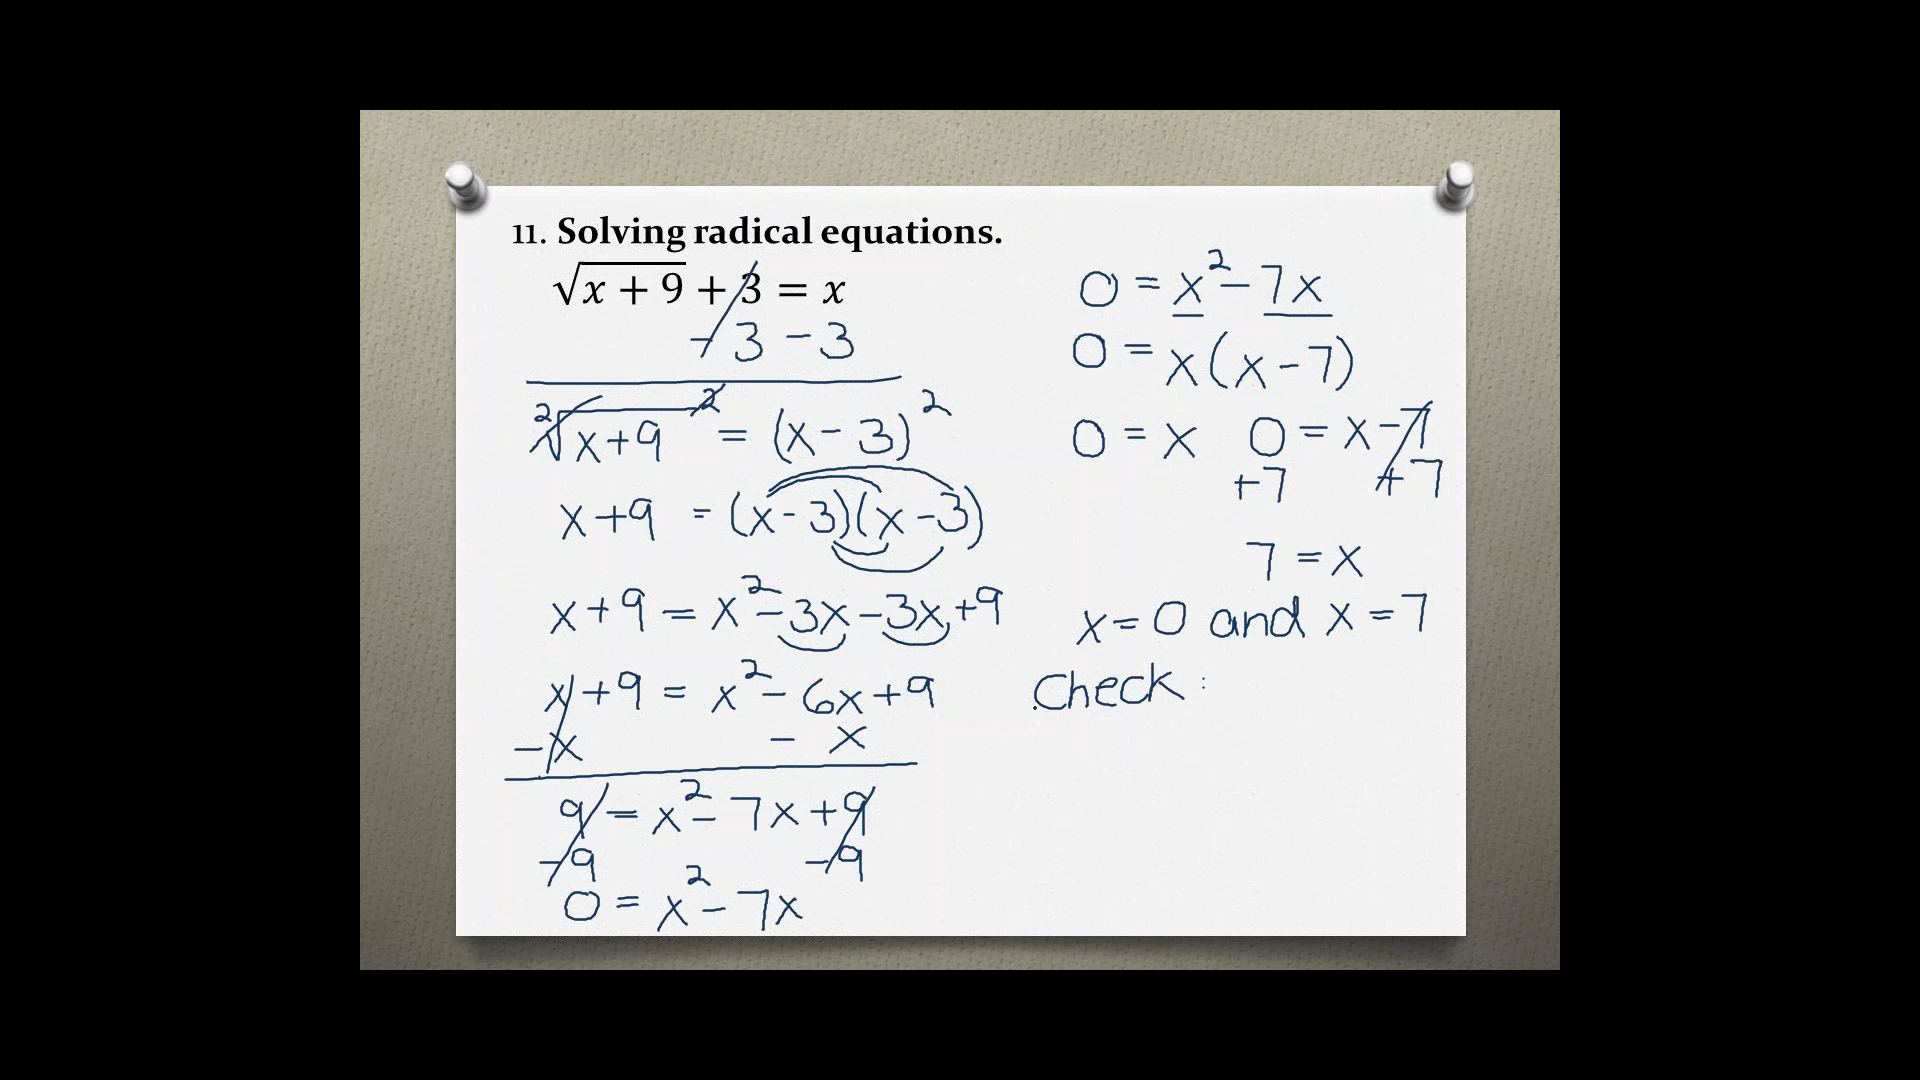 11. Solving radical equations.
√x + 9 + 3 = x
- 3 - 3
²√x+9² = (x - 3)²
x+9 = (x-3)(x-3)
x+9 = x²-3x-3x+9
x+9 = x²-6x+9
-x - x
9 = x²-7x+9
-9 -9
0 = x²-7x
0 = x²-7x
0 = x(x-7)
0 = x 0 = x-7
+7 +7
7 = x
x=0 and x=7
Check :